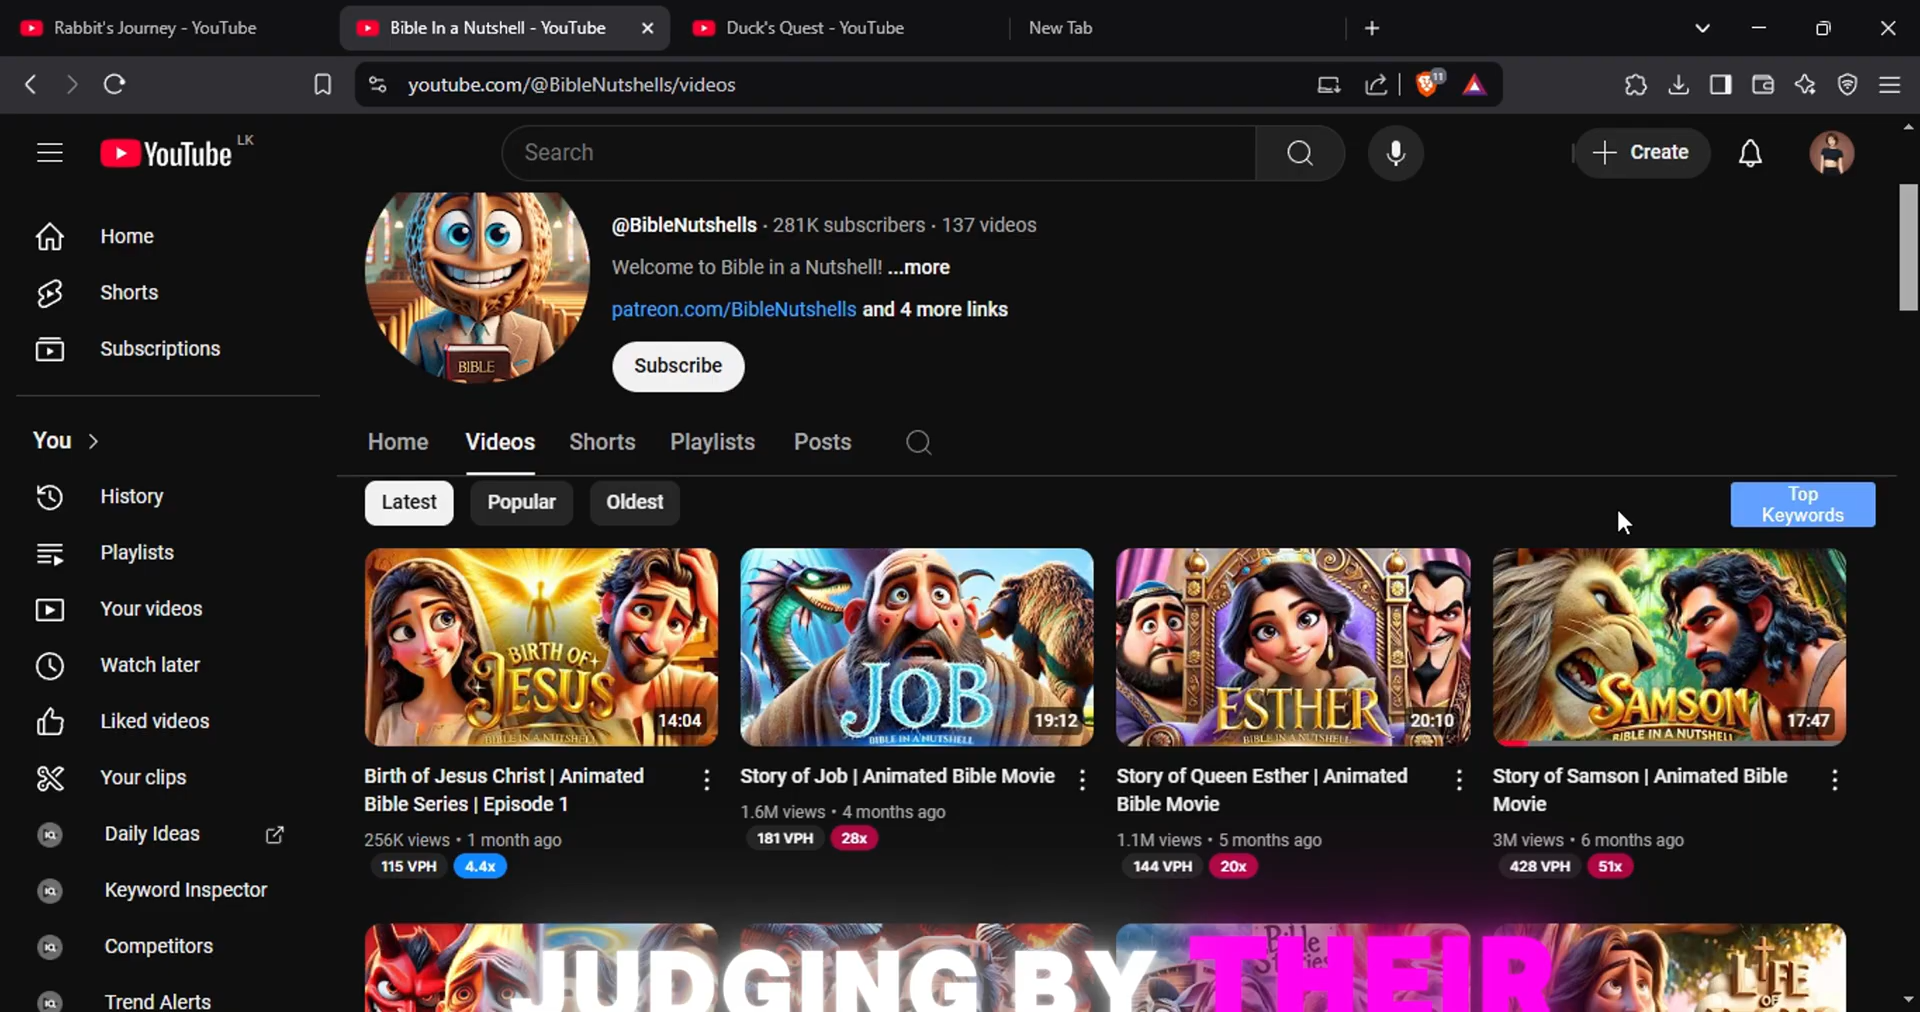 Rabbit's Journey - YouTube
Bible In a Nutshell - YouTube
Duck's Quest - YouTube
New Tab
youtube.com/@BibleNutshells/videos
11
YouTube LK
Search
Create
Home
Shorts
Subscriptions
You
History
Playlists
Your videos
Watch later
Liked videos
Your clips
Daily Ideas
Keyword Inspector
Competitors
Trend Alerts
BIBLE
@BibleNutshells · 281K subscribers · 137 videos
Welcome to Bible in a Nutshell! ...more
patreon.com/BibleNutshells and 4 more links
Subscribe
Home Videos Shorts Playlists Posts
Latest Popular Oldest
Top
Keywords
BIRTH OF
JESUS
BIBLE IN A NUTSHELL
14:04
Birth of Jesus Christ | Animated
Bible Series | Episode 1
256K views · 1 month ago
115 VPH 4.4x
JOB
BIBLE IN A NUTSHELL
19:12
Story of Job | Animated Bible Movie
1.6M views · 4 months ago
181 VPH 28x
ESTHER
BIBLE IN A NUTSHELL
20:10
Story of Queen Esther | Animated
Bible Movie
1.1M views · 5 months ago
144 VPH 20x
SAMSON
BIBLE IN A NUTSHELL
17:47
Story of Samson | Animated Bible
Movie
3M views · 6 months ago
428 VPH 51x
Bible
Stories
LIFE
OF
JUDGING BY THEIR